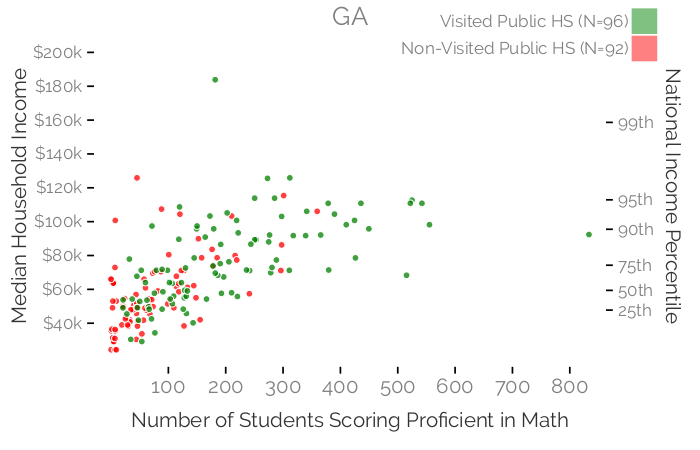 GA
Visited Public HS (N=96)
Non-Visited Public HS (N=92)
Median Household Income
$200k
$180k
$160k
$140k
$120k
$100k
$80k
$60k
$40k
National Income Percentile
99th
95th
90th
75th
50th
25th
100 200 300 400 500 600 700 800
Number of Students Scoring Proficient in Math